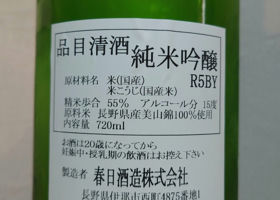 品目清酒 純米吟醸
R5BY
原材料名 米(国産)
米こうじ(国産米)
精米歩合 55% アルコール分 15度
原料米 長野県産美山錦100%使用
内容量 720ml
お酒は20歳になってから
妊娠中・授乳期の飲酒はお控え下さい
製造者 春日酒造株式会社
長野県伊那市西町4875番地1